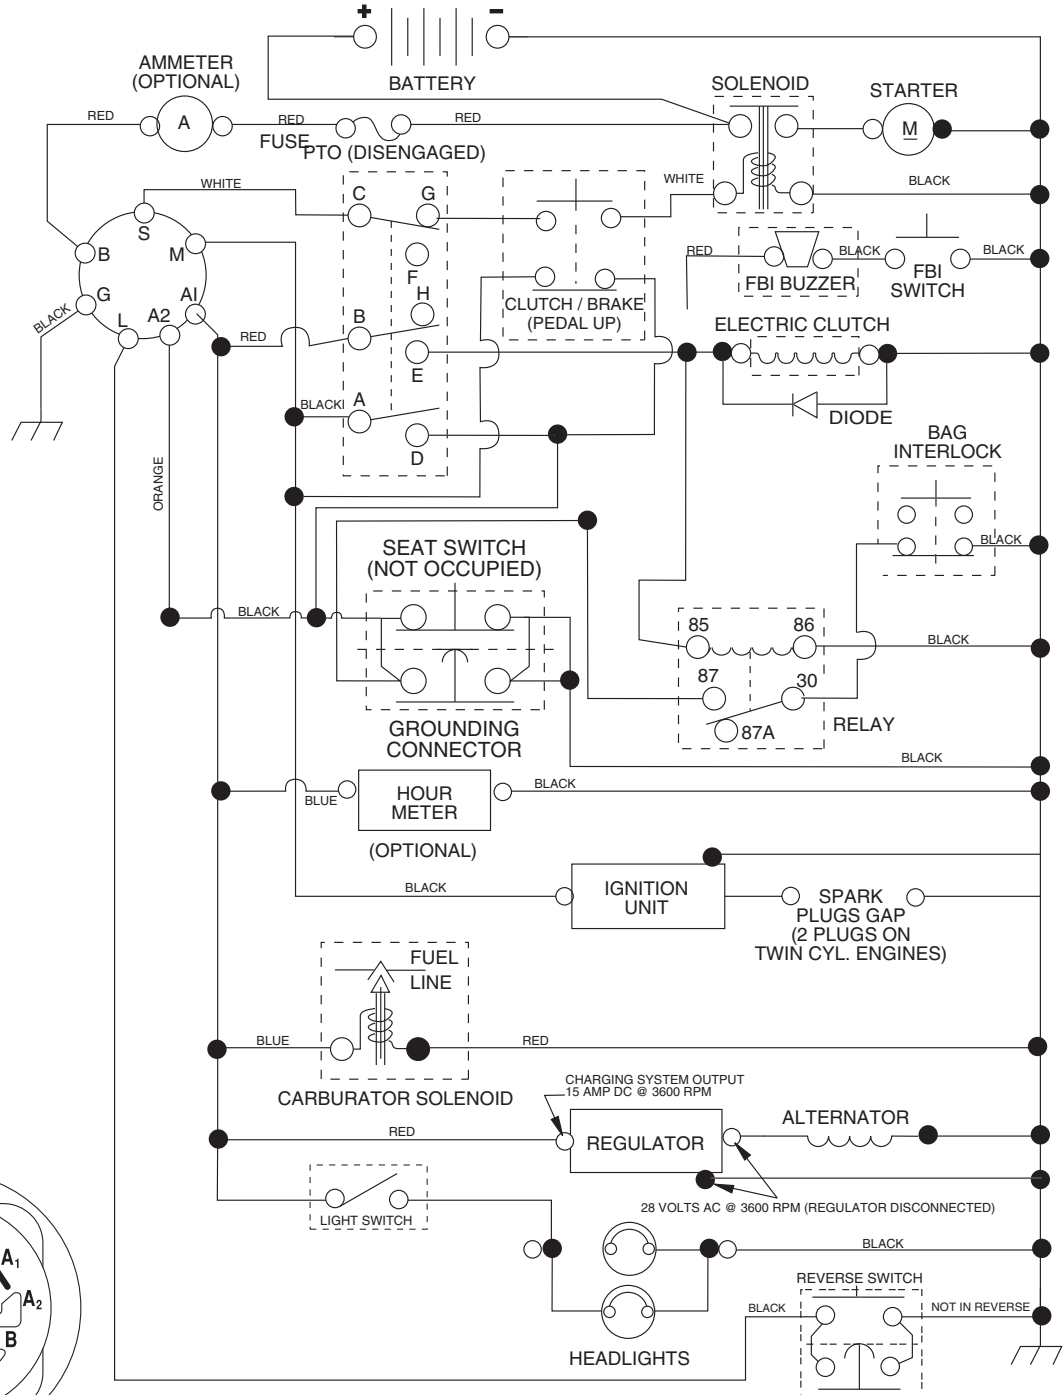 + −
BATTERY
AMMETER
(OPTIONAL)
SOLENOID
STARTER
RED
A
RED
FUSE
RED
M
PTO (DISENGAGED)
WHITE
WHITE
BLACK
C
G
S
B
M
RED
BLACK
BLACK
FBI BUZZER
FBI
SWITCH
F
H
G
A1
L
A2
BLACK
CLUTCH / BRAKE
(PEDAL UP)
B
RED
ELECTRIC CLUTCH
E
BLACK
A
DIODE
D
BAG
INTERLOCK
ORANGE
BLACK
SEAT SWITCH
(NOT OCCUPIED)
BLACK
85
86
BLACK
87
30
87A
RELAY
GROUNDING
CONNECTOR
BLACK
BLUE
HOUR
METER
BLACK
(OPTIONAL)
BLACK
IGNITION
UNIT
SPARK
PLUGS GAP
(2 PLUGS ON
TWIN CYL. ENGINES)
FUEL
LINE
BLUE
RED
CARBURATOR SOLENOID
CHARGING SYSTEM OUTPUT
15 AMP DC @ 3600 RPM
RED
REGULATOR
ALTERNATOR
28 VOLTS AC @ 3600 RPM (REGULATOR DISCONNECTED)
LIGHT SWITCH
BLACK
REVERSE SWITCH
BLACK
NOT IN REVERSE
HEADLIGHTS
A1
A2
B